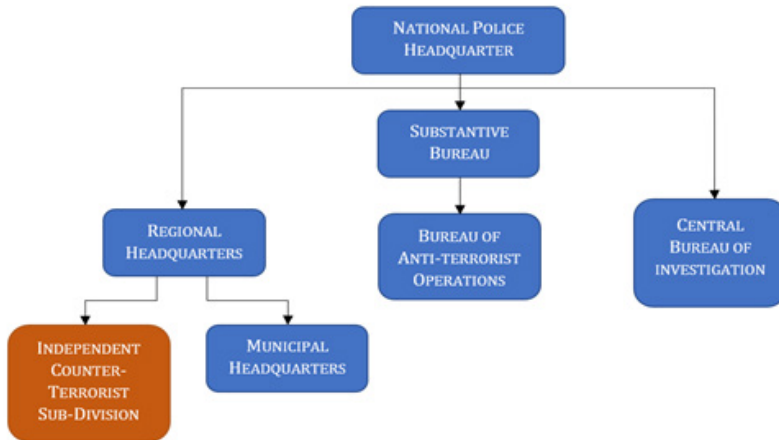 NATIONAL POLICE
HEADQUARTER
SUBSTANTIVE
BUREAU
REGIONAL
HEADQUARTERS
BUREAU OF
ANTI-TERRORIST
OPERATIONS
CENTRAL
BUREAU OF
INVESTIGATION
INDEPENDENT
COUNTER-
TERRORIST
SUB-DIVISION
MUNICIPAL
HEADQUARTERS